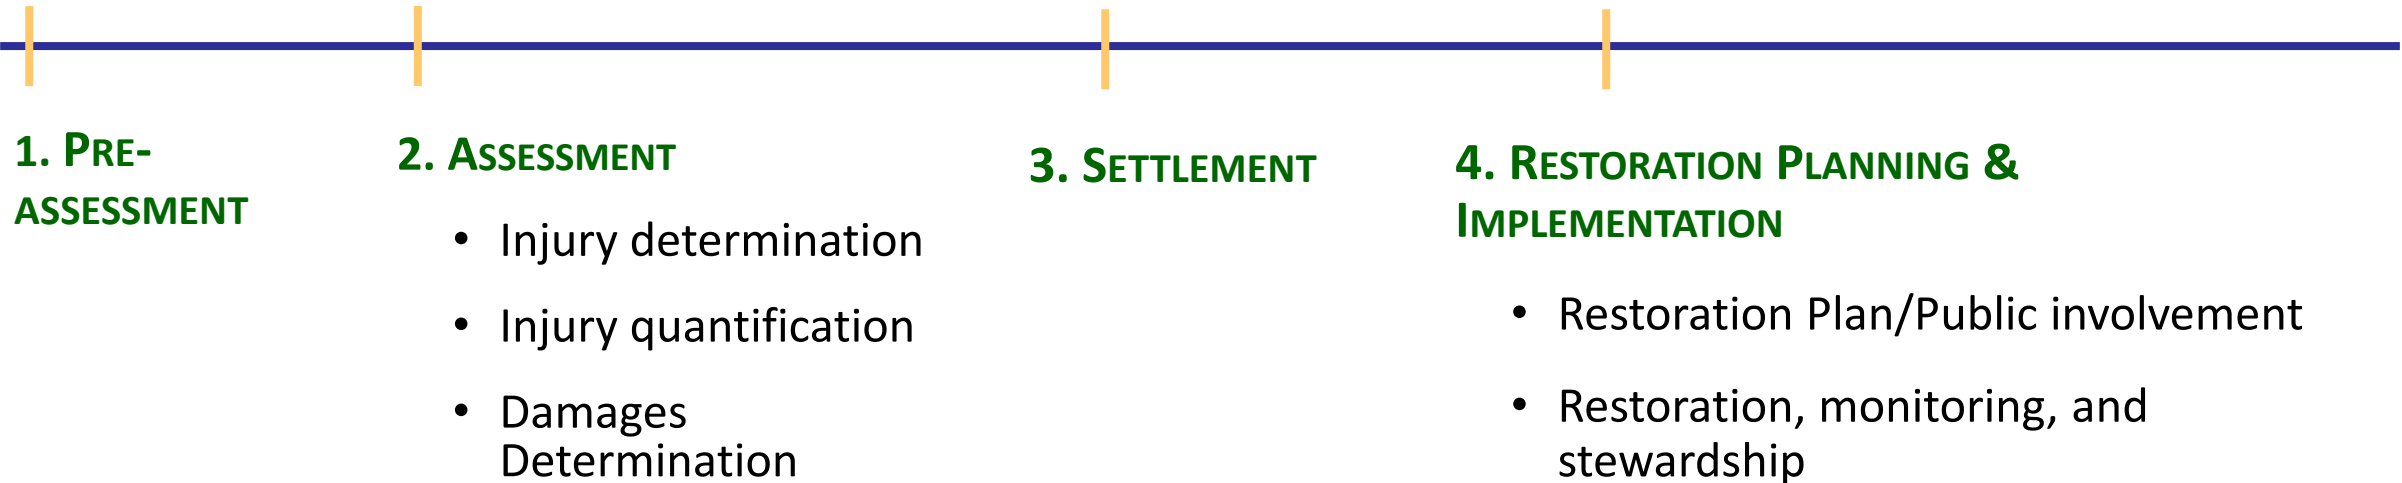 1. Pre-
assessment
2. Assessment
• Injury determination
• Injury quantification
• Damages
Determination
3. Settlement
4. Restoration Planning &
Implementation
• Restoration Plan/Public involvement
• Restoration, monitoring, and
stewardship